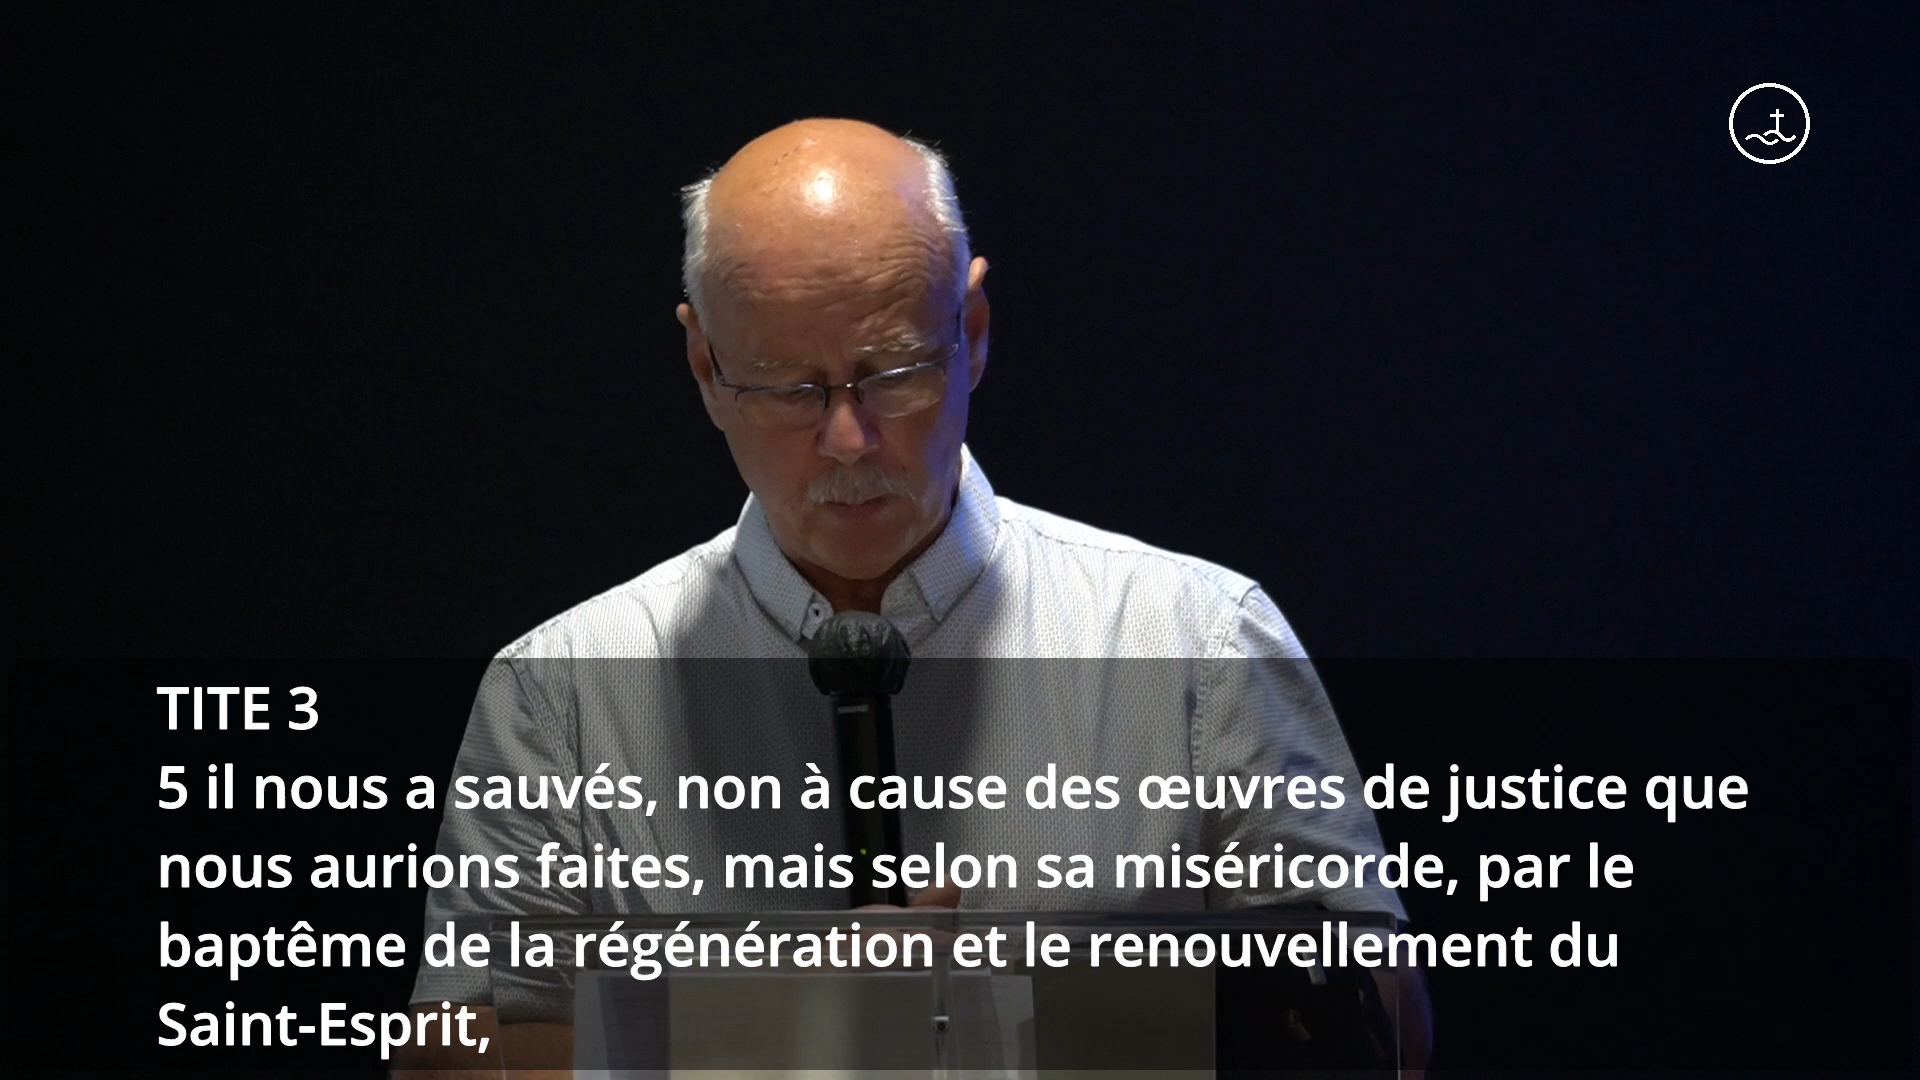 TITE 3
5 il nous a sauvés, non à cause des œuvres de justice que
nous aurions faites, mais selon sa miséricorde, par le
baptême de la régénération et le renouvellement du
Saint-Esprit,